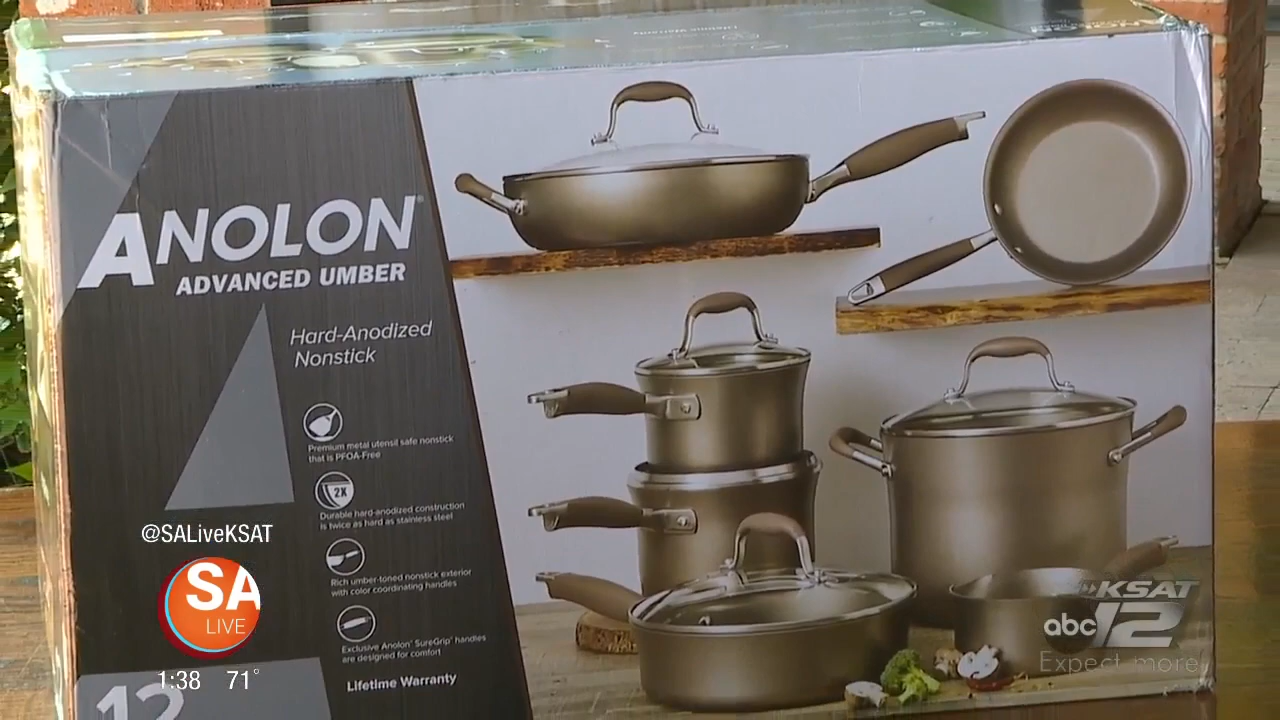 ANOLON®
ADVANCED UMBER
Hard-Anodized
Nonstick
Premium metal utensil safe nonstick
that is PFOA-Free
2X
Durable hard-anodized construction
is twice as hard as stainless steel
Rich umber-toned nonstick exterior
with color coordinating handles
Exclusive Anolon® SureGrip® handles
are designed for comfort
Lifetime Warranty
12
@SALiveKSAT
SA
LIVE
1:38 71°
KSAT
abc 12
Expect more